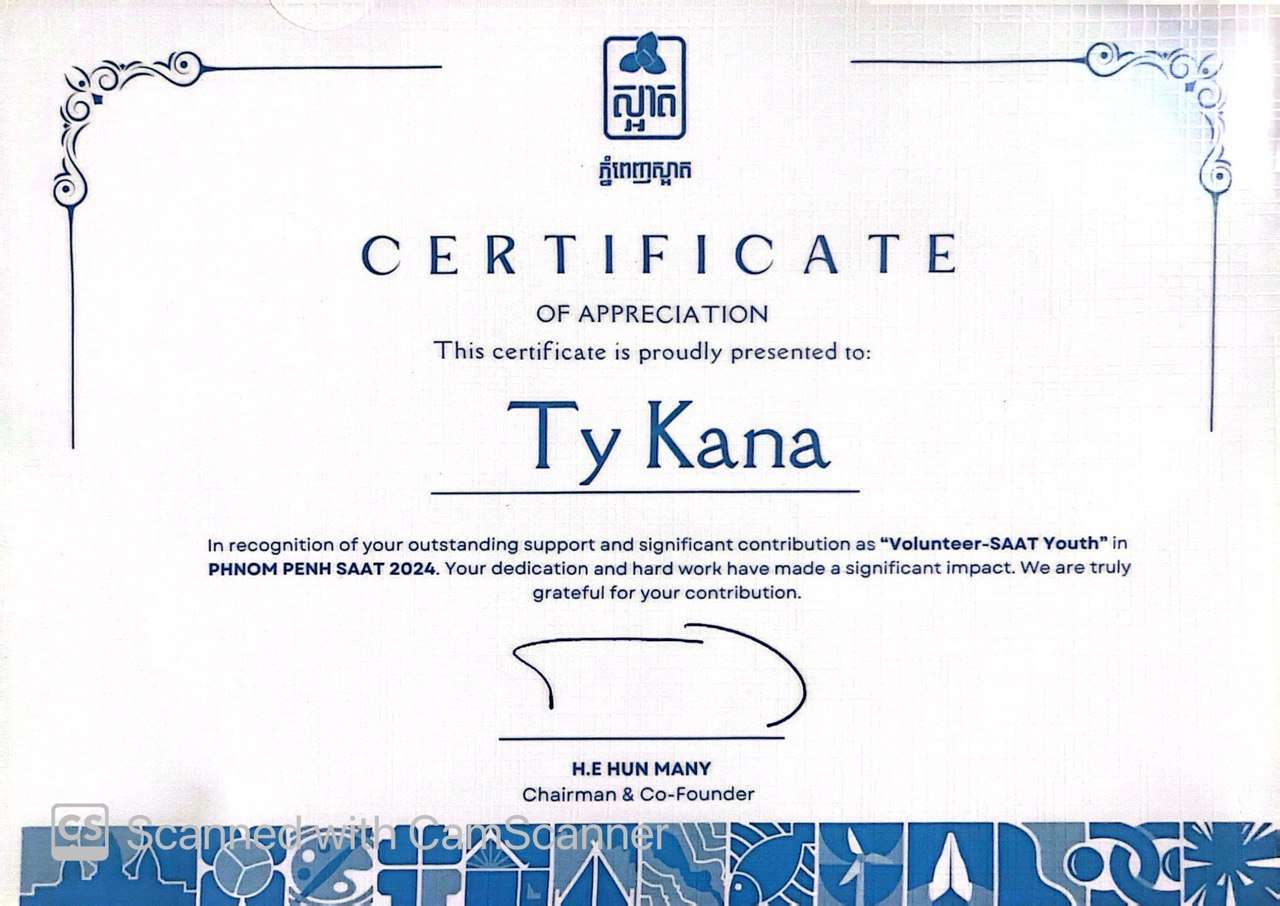 ស្អាត
ភ្នំពេញស្អាត
CERTIFICATE
OF APPRECIATION
This certificate is proudly presented to:
Ty Kana
In recognition of your outstanding support and significant contribution as “Volunteer-SAAT Youth” in
PHNOM PENH SAAT 2024. Your dedication and hard work have made a significant impact. We are truly
grateful for your contribution.
H.E HUN MANY
Chairman & Co-Founder
CS Scanned with CamScanner